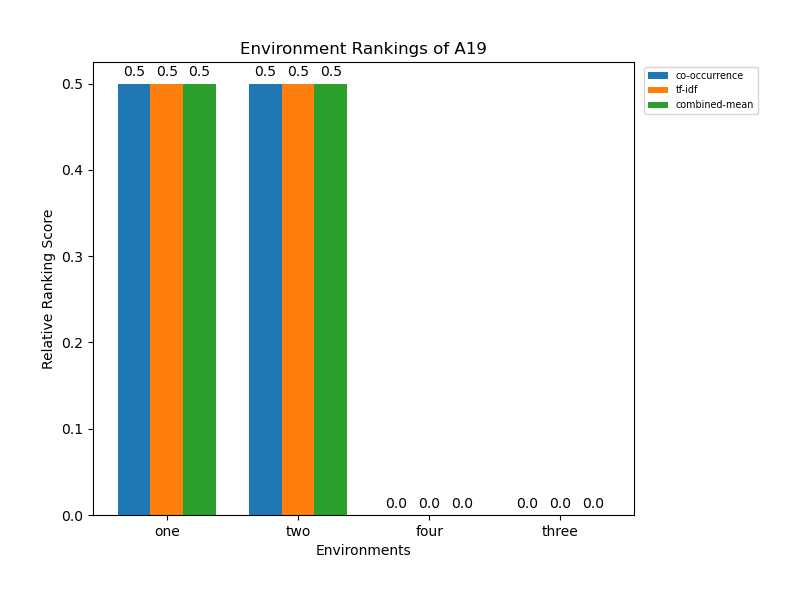 Environment Rankings of A19
0.5 0.5 0.5 0.5 0.5 0.5
0.0 0.0 0.0 0.0 0.0 0.0
co-occurrence
tf-idf
combined-mean
Relative Ranking Score
0.5
0.4
0.3
0.2
0.1
0.0
one two four three
Environments